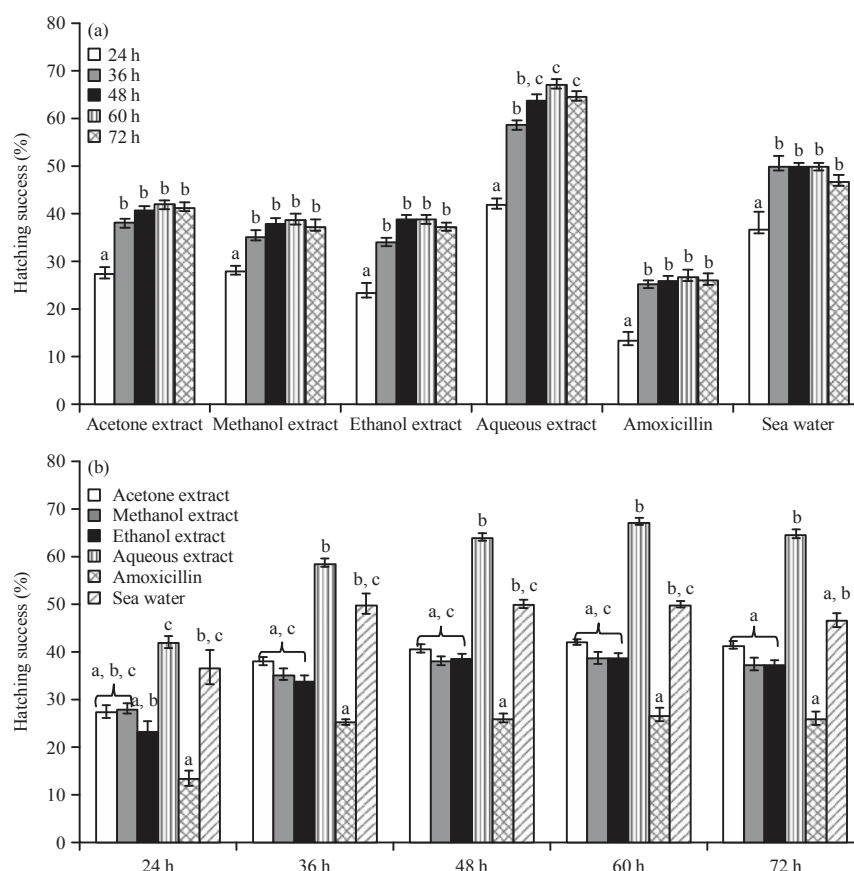 80
(a)
24 h
36 h
48 h
60 h
72 h
70
60
50
40
30
20
10
0
Hatching success (%)
a
b
b
b
b
a
b
b
b
b
a
b
b
b
b
a
b
b, c
c
c
a
b
b
b
b
a
b
b
b
b
Acetone extract
Methanol extract
Ethanol extract
Aqueous extract
Amoxicillin
Sea water
80
(b)
Acetone extract
Methanol extract
Ethanol extract
Aqueous extract
Amoxicillin
Sea water
70
60
50
40
30
20
10
0
Hatching success (%)
a, b, c
a, b
c
a
b, c
a, c
b
a
b, c
a, c
b
a
b, c
a, c
b
a
b, c
a
b
a
a, b
24 h
36 h
48 h
60 h
72 h